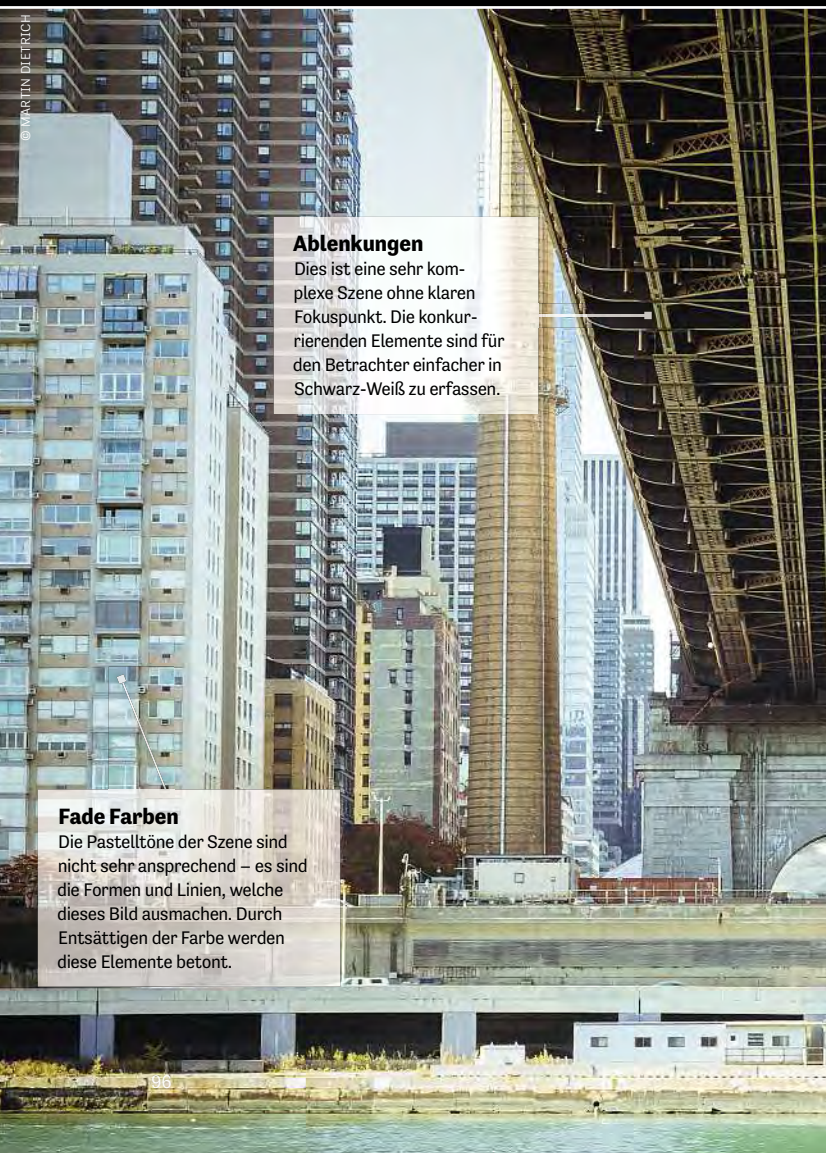 © MARTIN DIETRICH
Ablenkungen
Dies ist eine sehr kom-
plexe Szene ohne klaren
Fokuspunkt. Die konkur-
rierenden Elemente sind für
den Betrachter einfacher in
Schwarz-Weiß zu erfassen.
Fade Farben
Die Pastelltöne der Szene sind
nicht sehr ansprechend – es sind
die Formen und Linien, welche
dieses Bild ausmachen. Durch
Entsättigen der Farbe werden
diese Elemente betont.
96